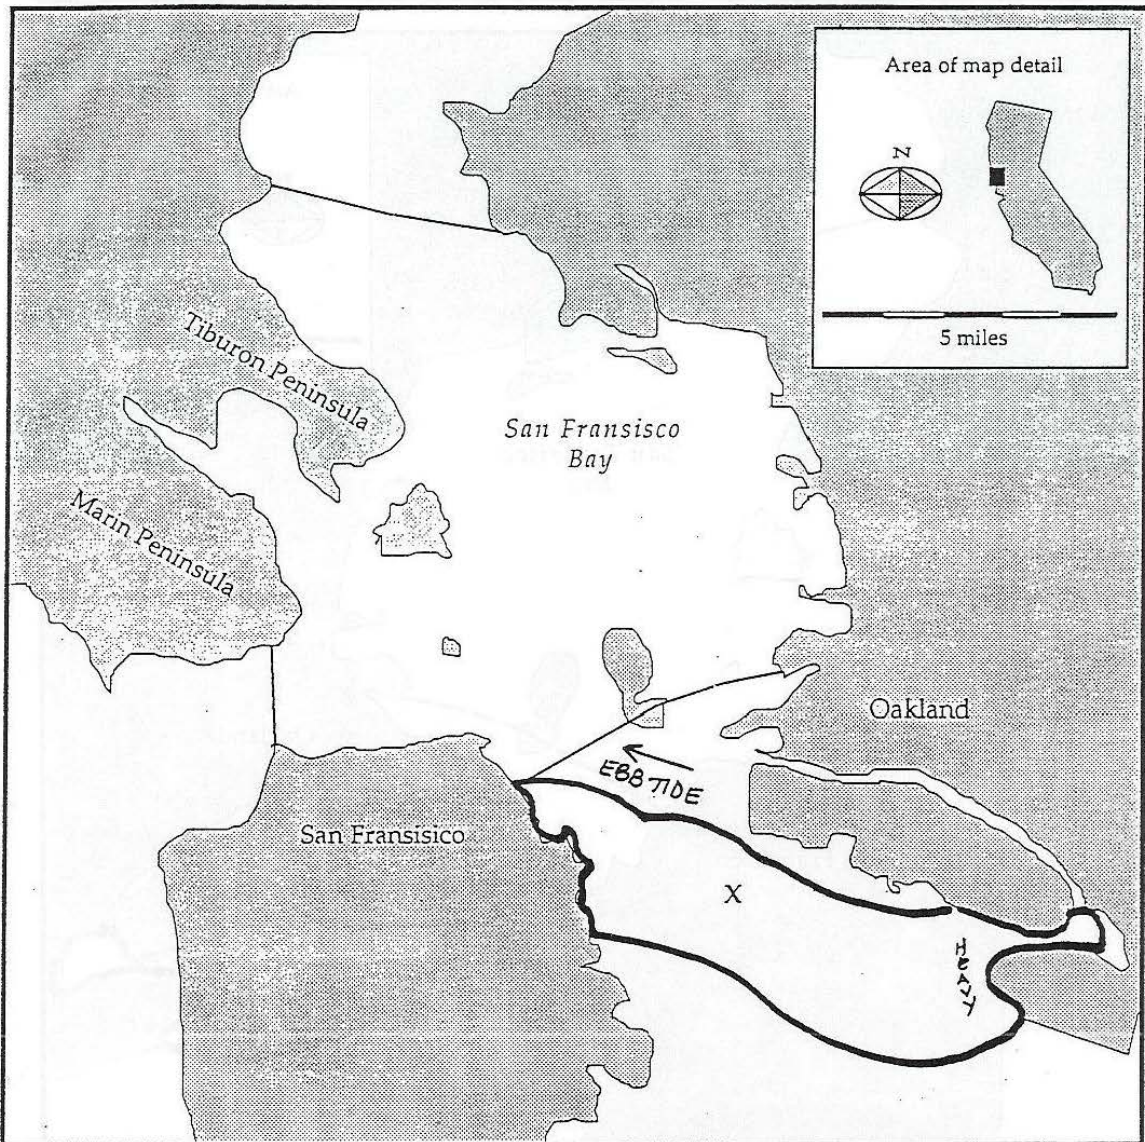 Area of map detail
N
5 miles
Tiburon Peninsula
San Fransisco
Bay
Marin Peninsula
Oakland
EBB TIDE
San Fransisico
X
HEAVY